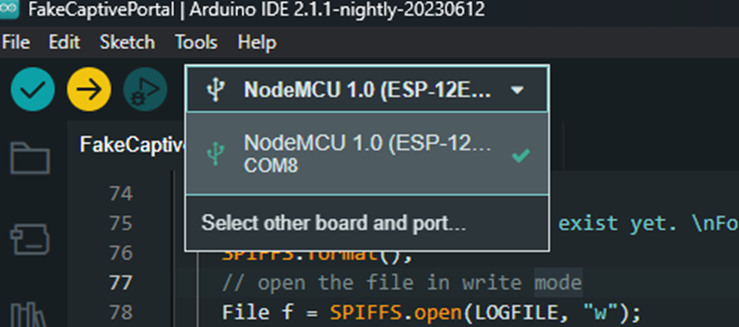 FakeCaptivePortal | Arduino IDE 2.1.1-nightly-20230612
File Edit Sketch Tools Help
NodeMCU 1.0 (ESP-12E...
FakeCaptiv
NodeMCU 1.0 (ESP-12...
COM8
Select other board and port...
74
75 exist yet. \nFo
76 SPIFFS.format();
77 // open the file in write mode
78 File f = SPIFFS.open(LOGFILE, "w");